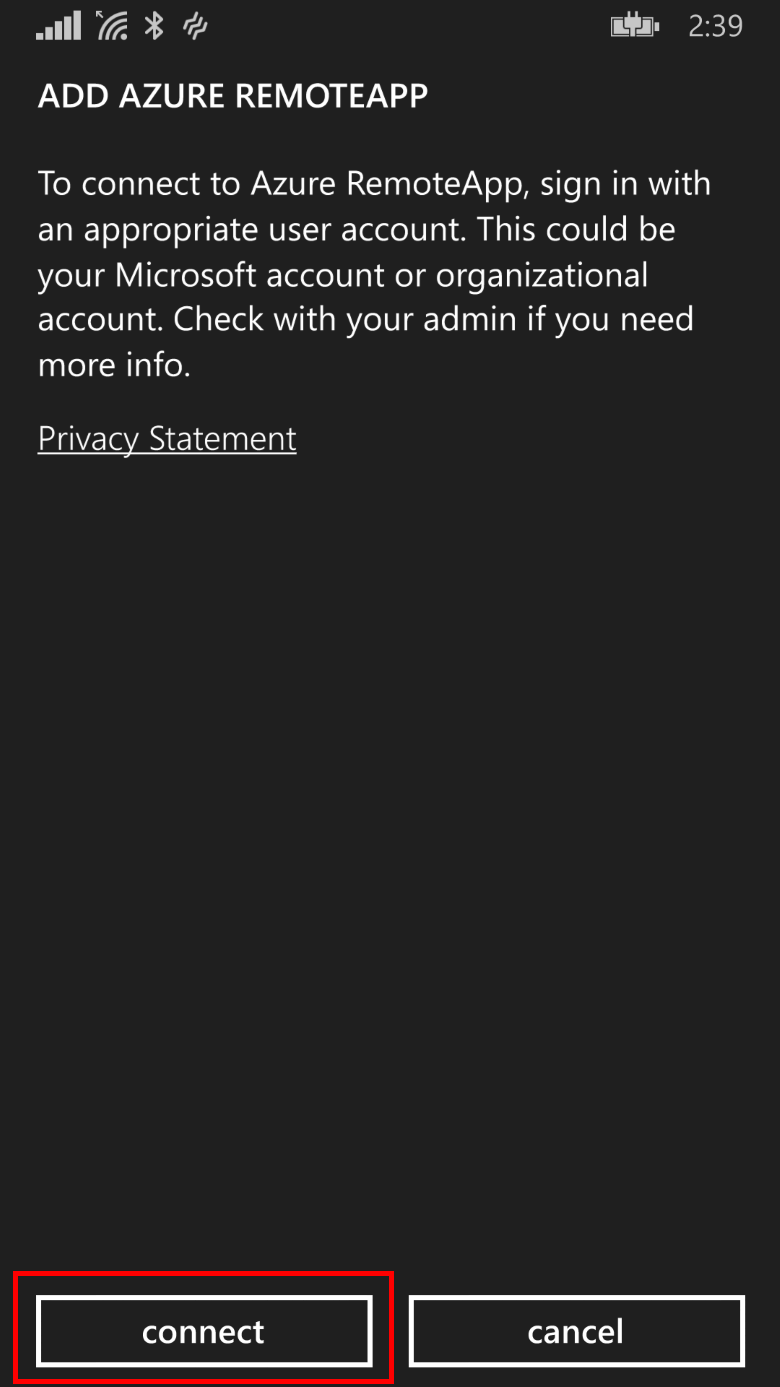 2:39
ADD AZURE REMOTEAPP
To connect to Azure RemoteApp, sign in with
an appropriate user account. This could be
your Microsoft account or organizational
account. Check with your admin if you need
more info.
Privacy Statement
connect
cancel